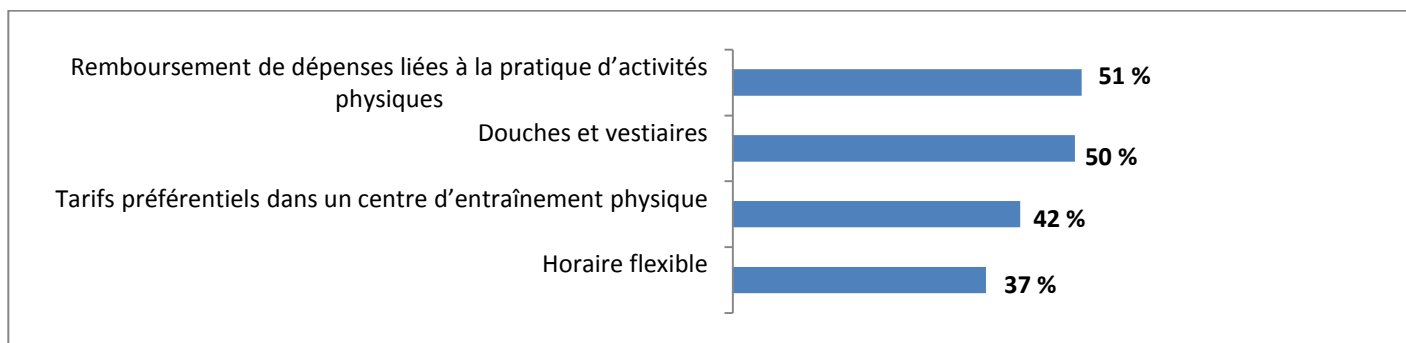 Remboursement de dépenses liées à la pratique d’activités
physiques
51 %
Douches et vestiaires
50 %
Tarifs préférentiels dans un centre d’entraînement physique
42 %
Horaire flexible
37 %